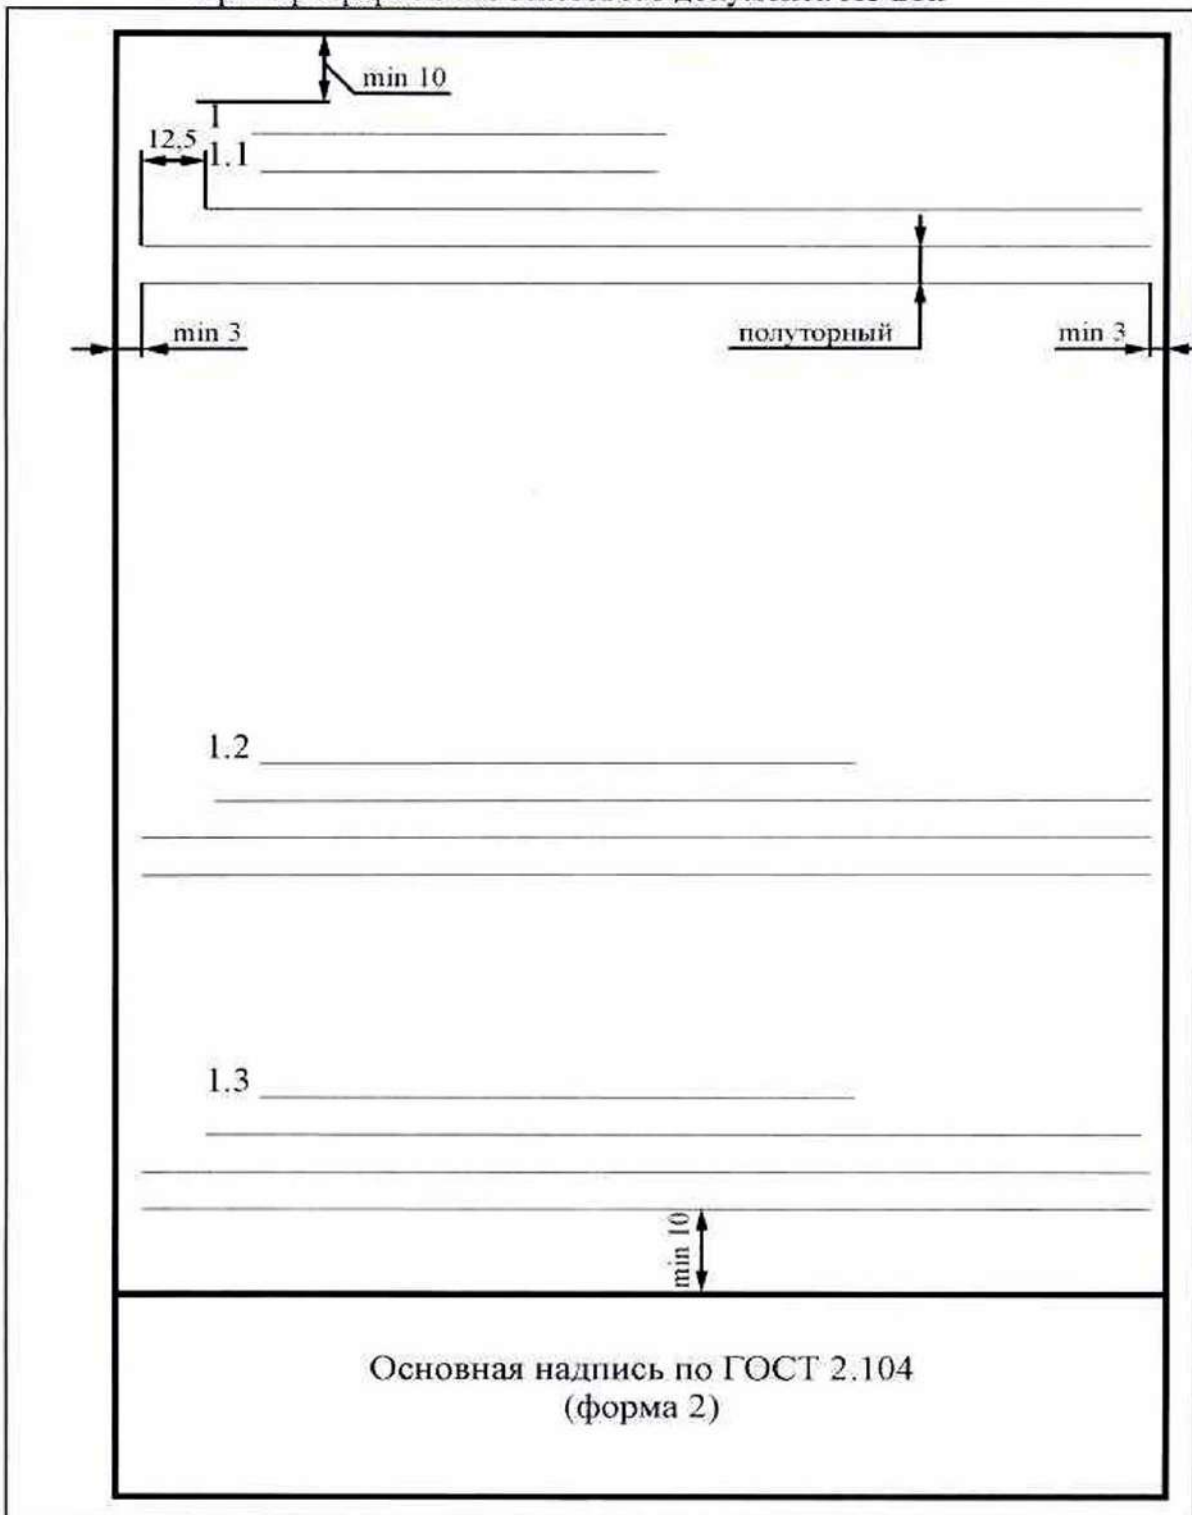 min 10
1
12,5
1.1
min 3
полуторный
min 3
1.2
1.3
min 10
Основная надпись по ГОСТ 2.104
(форма 2)